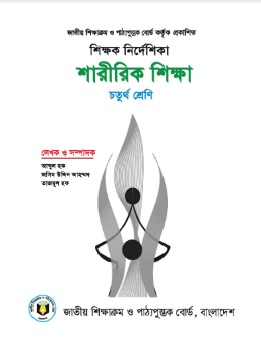 জাতীয় শিক্ষাক্রম ও পাঠ্যপুস্তক বোর্ড কর্তৃক প্রকাশিত
শিক্ষক নির্দেশিকা
শারীরিক শিক্ষা
চতুর্থ শ্রেণি
লেখক ও সম্পাদক
আব্দুল হক
জসিম উদ্দিন আহম্মদ
তাজমুল হক
জাতীয় শিক্ষাক্রম ও পাঠ্যপুস্তক বোর্ড, বাংলাদেশ